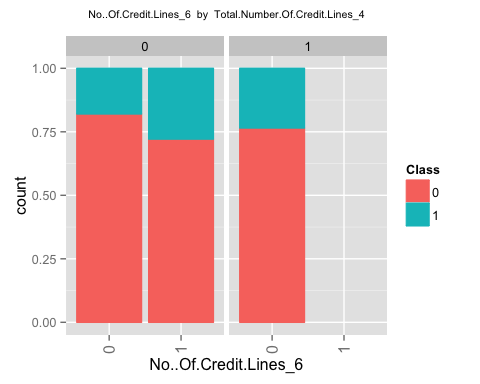 No..Of.Credit.Lines_6 by Total.Number.Of.Credit.Lines_4
0 1
1.00
0.75
0.50
0.25
0.00
count
0 1 0 1
No..Of.Credit.Lines_6
Class
0
1